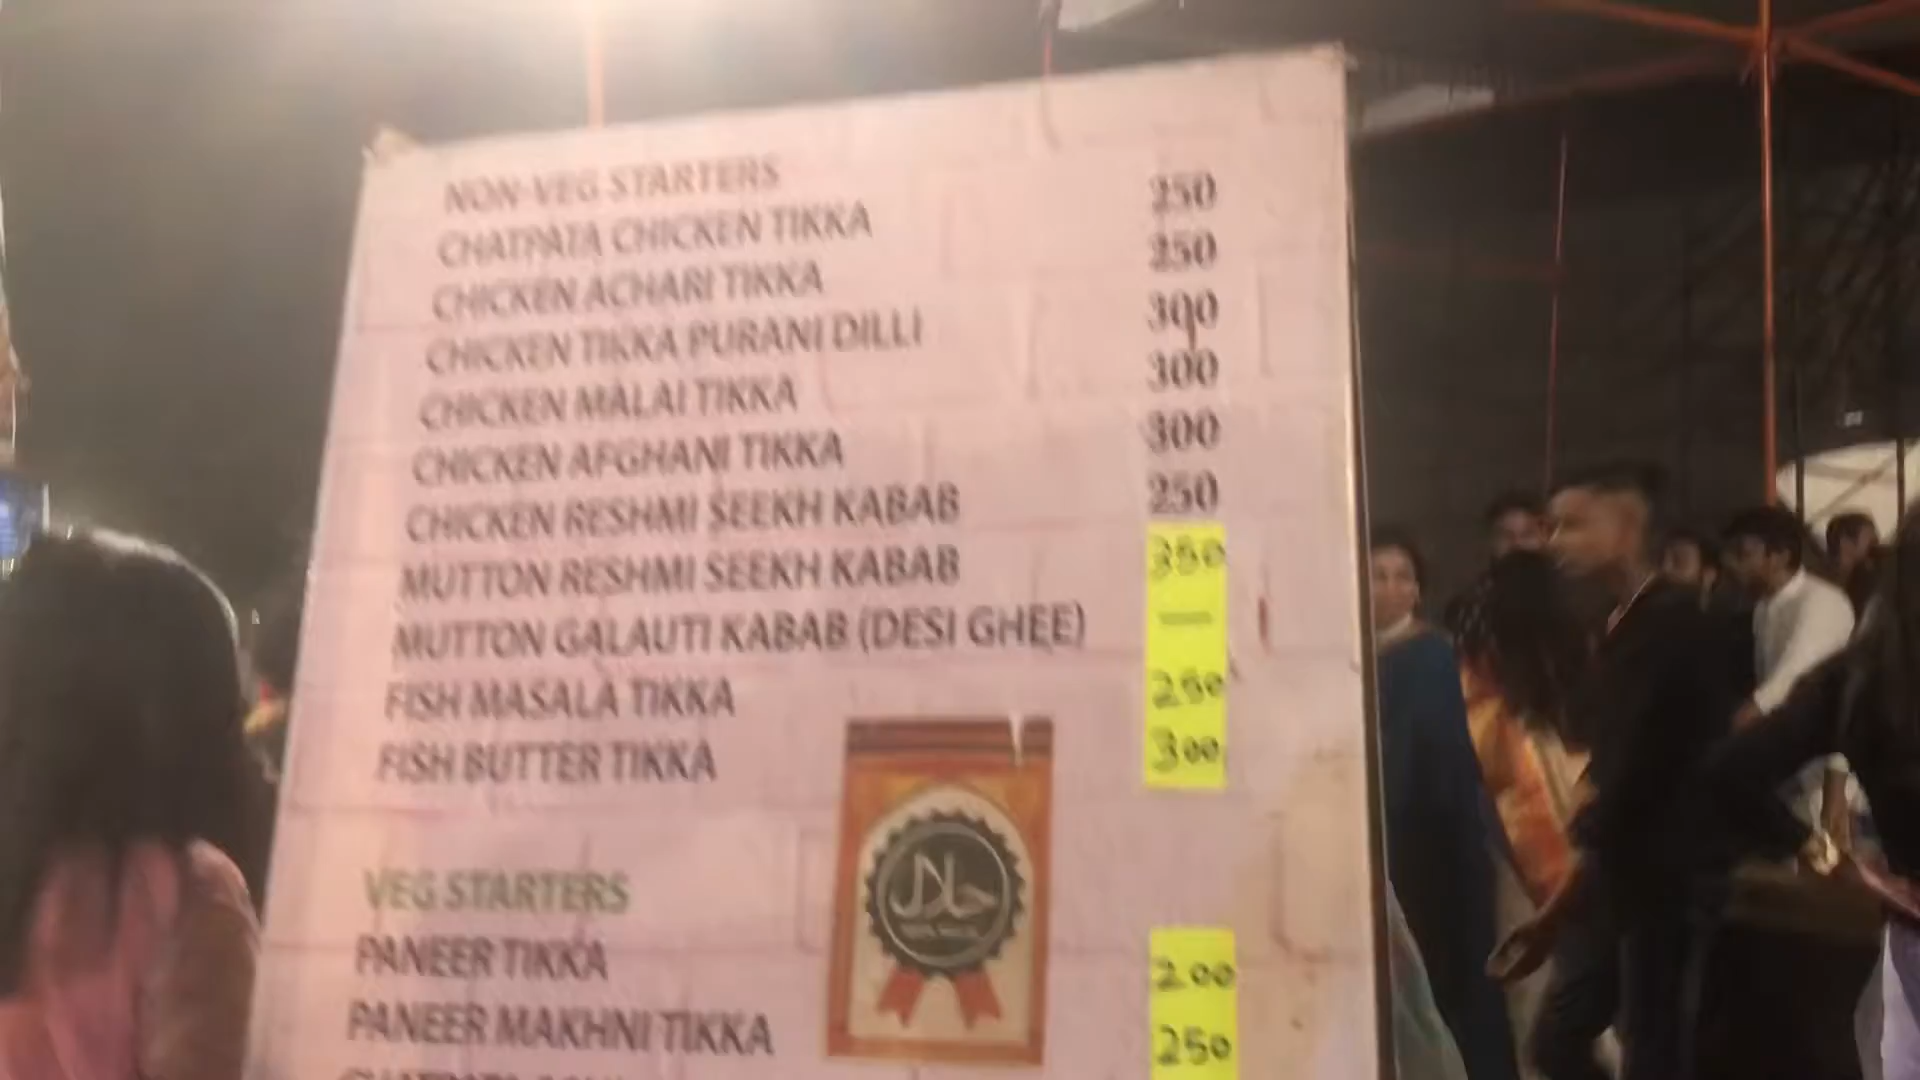 NON-VEG STARTERS
CHATPATA CHICKEN TIKKA 250
CHICKEN ACHARI TIKKA 250
CHICKEN TIKKA PURANI DILLI 300
CHICKEN MALAI TIKKA 300
CHICKEN AFGHANI TIKKA 300
CHICKEN RESHMI SEEKH KABAB 250
MUTTON RESHMI SEEKH KABAB 350
MUTTON GALAUTI KABAB (DESI GHEE) —
FISH MASALA TIKKA 250
FISH BUTTER TIKKA 300
حلال
VEG STARTERS
PANEER TIKKA 200
PANEER MAKHNI TIKKA 250